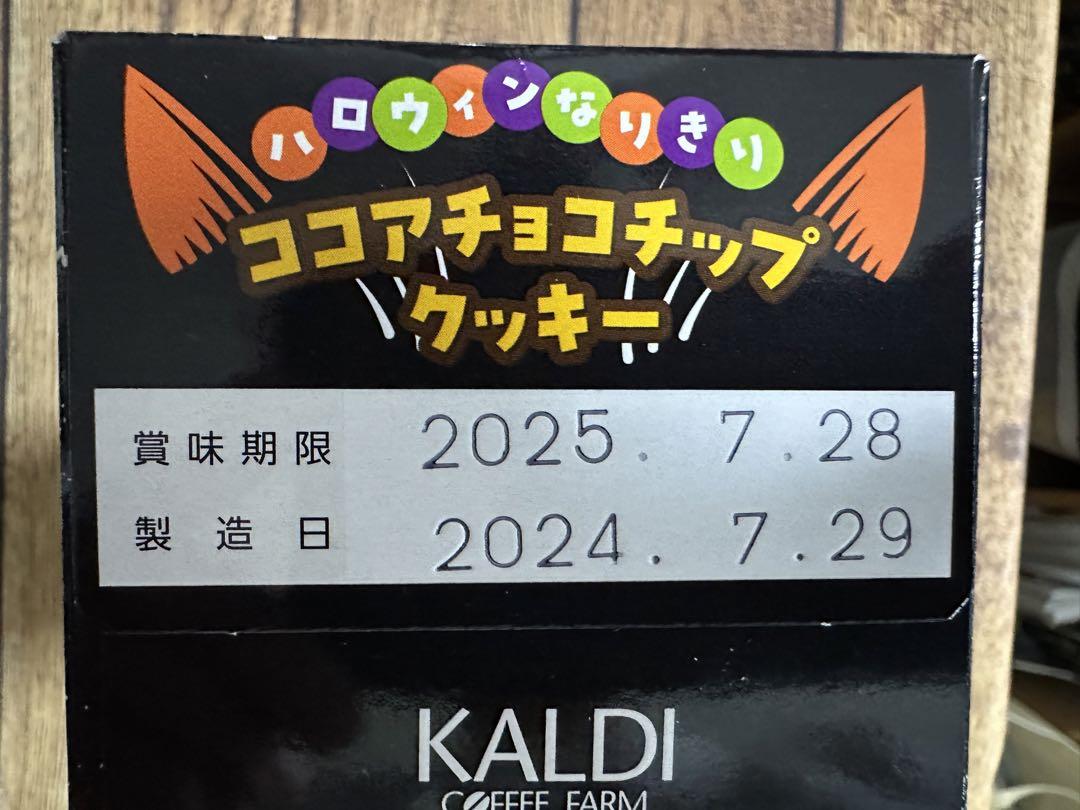 ハロウィンなりきり
ココアチョコチップ
クッキー
賞味期限 2025. 7.28
製造日 2024. 7.29
KALDI
COFFEE FARM